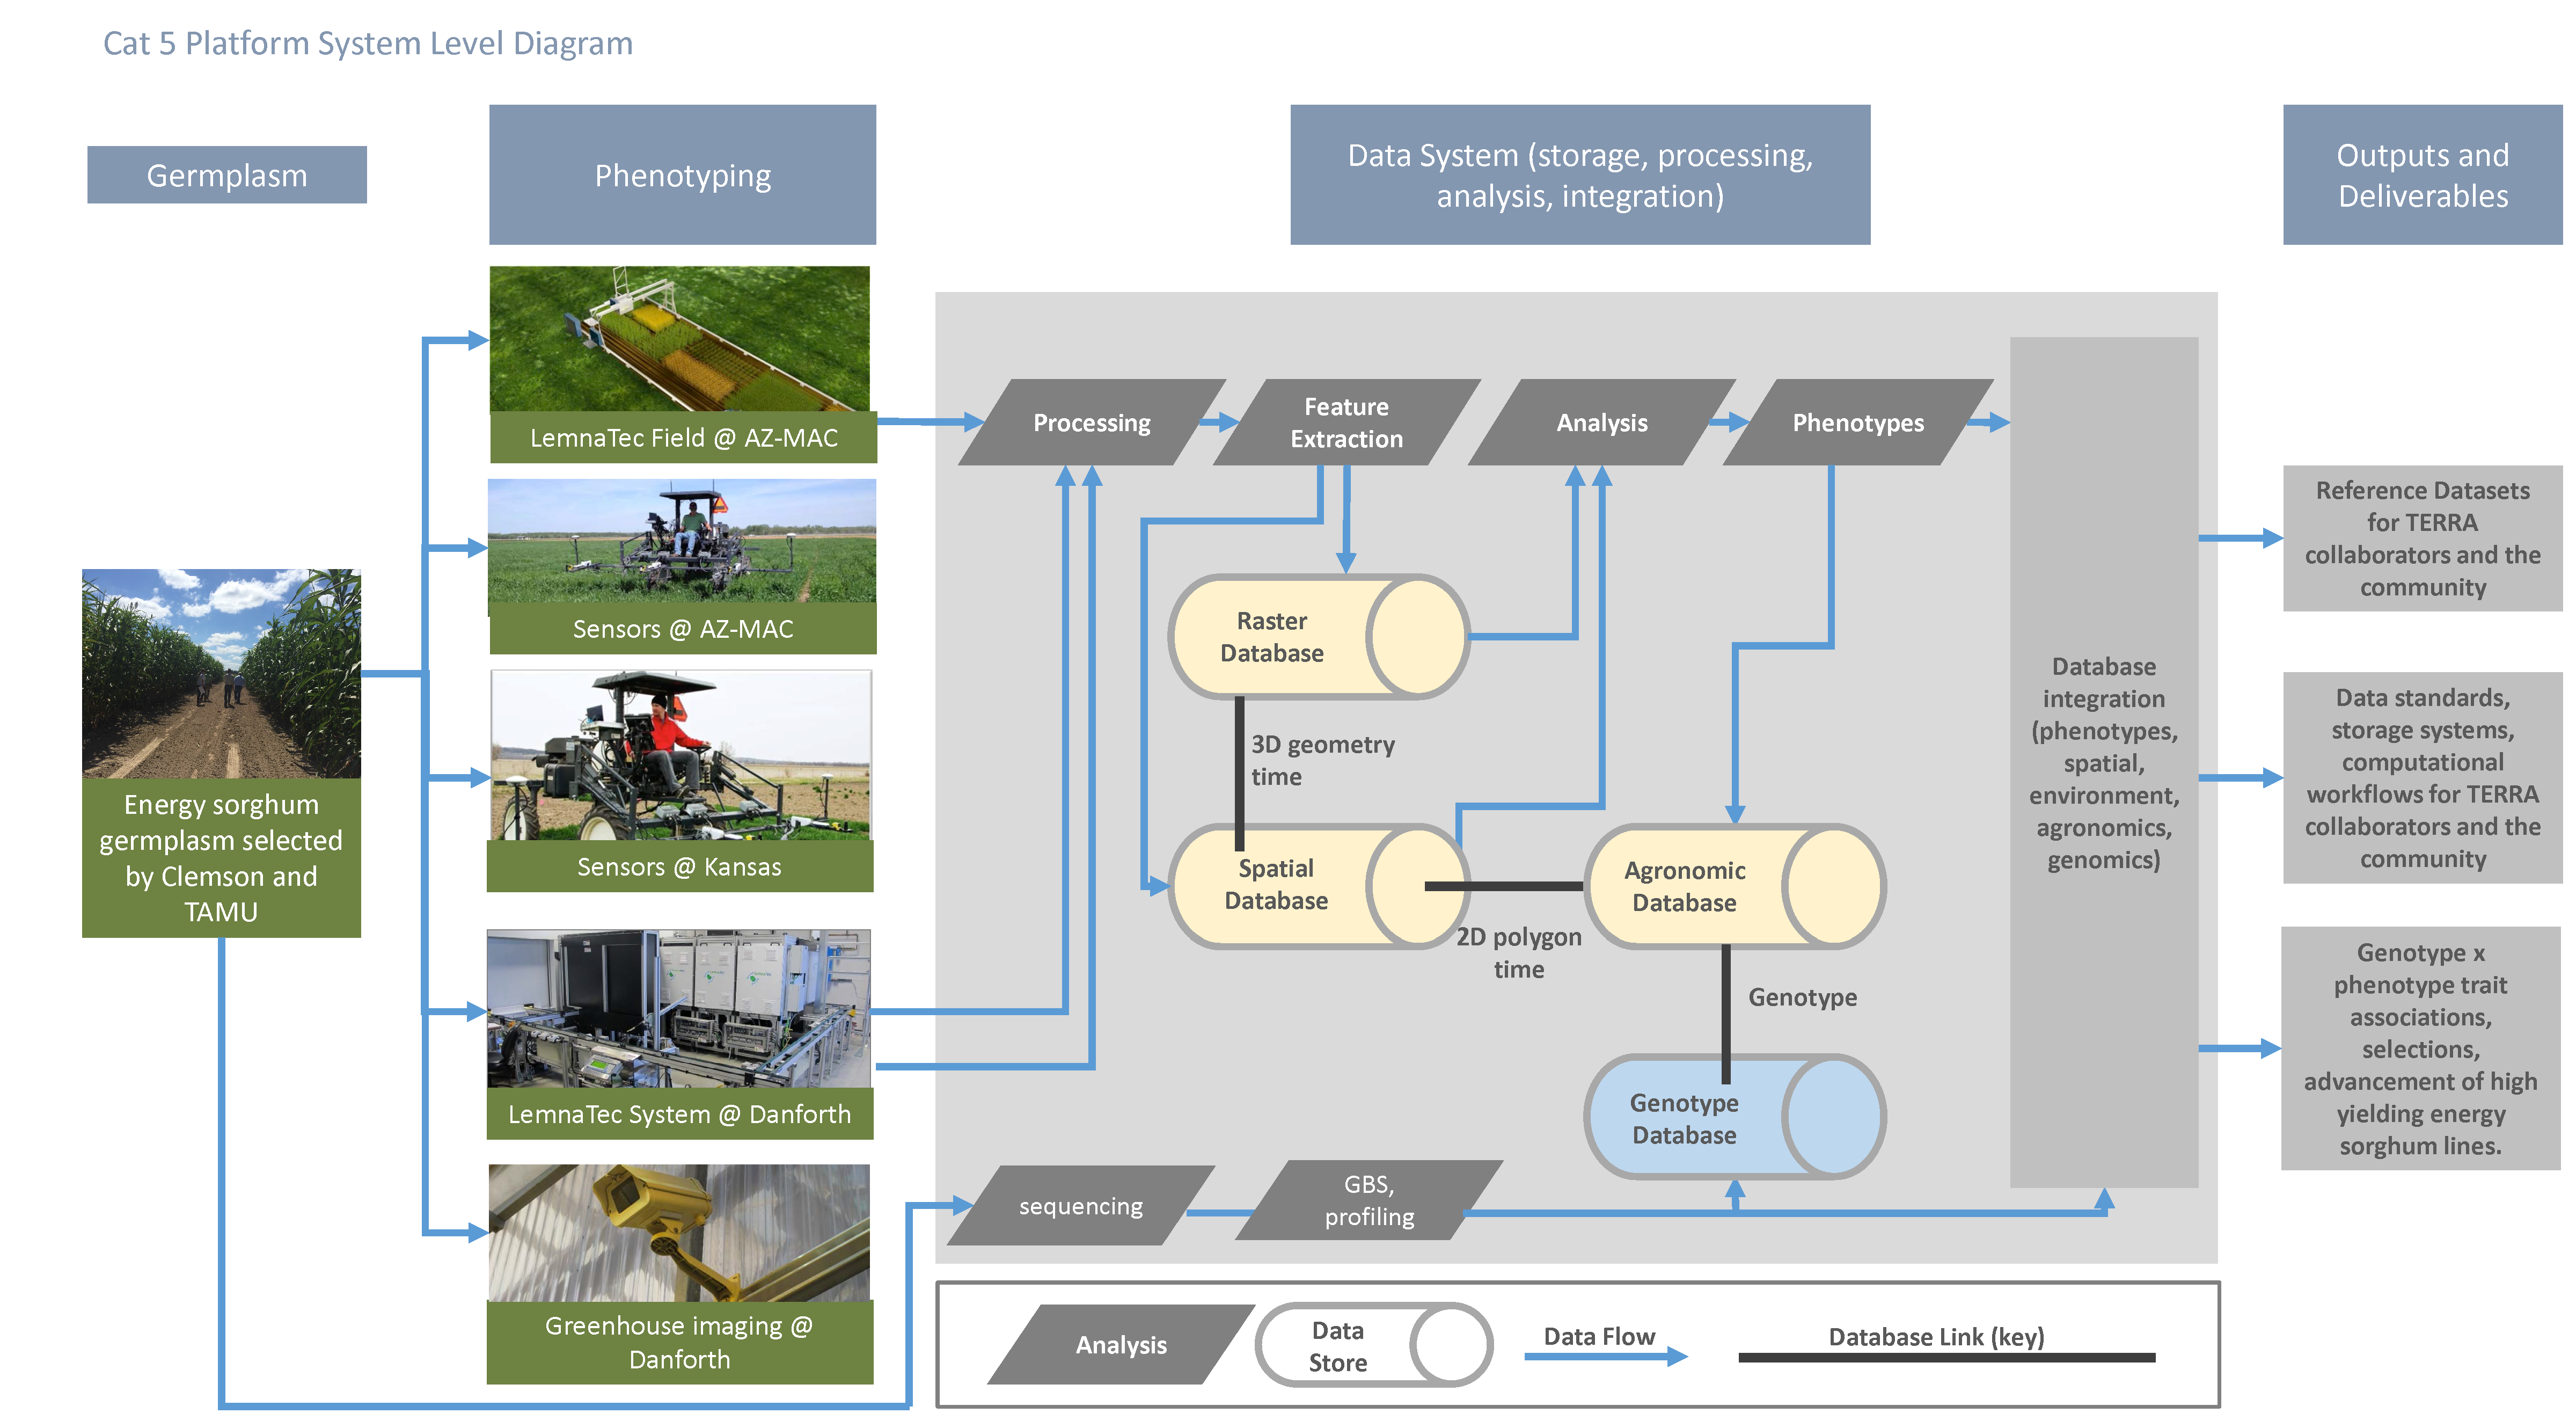 Cat 5 Platform System Level Diagram
Germplasm
Phenotyping
Data System (storage, processing,
analysis, integration)
Outputs and
Deliverables
LemnaTec Field @ AZ-MAC
Sensors @ AZ-MAC
Sensors @ Kansas
LemnaTec System @ Danforth
Greenhouse imaging @
Danforth
Energy sorghum
germplasm selected
by Clemson and
TAMU
Processing
Feature
Extraction
Analysis
Phenotypes
Raster
Database
3D geometry
time
Spatial
Database
2D polygon
time
Agronomic
Database
Genotype
Genotype
Database
sequencing
GBS,
profiling
Database
integration
(phenotypes,
spatial,
environment,
agronomics,
genomics)
Reference Datasets
for TERRA
collaborators and the
community
Data standards,
storage systems,
computational
workflows for TERRA
collaborators and the
community
Genotype x
phenotype trait
associations,
selections,
advancement of high
yielding energy
sorghum lines.
Analysis
Data
Store
Data Flow
Database Link (key)